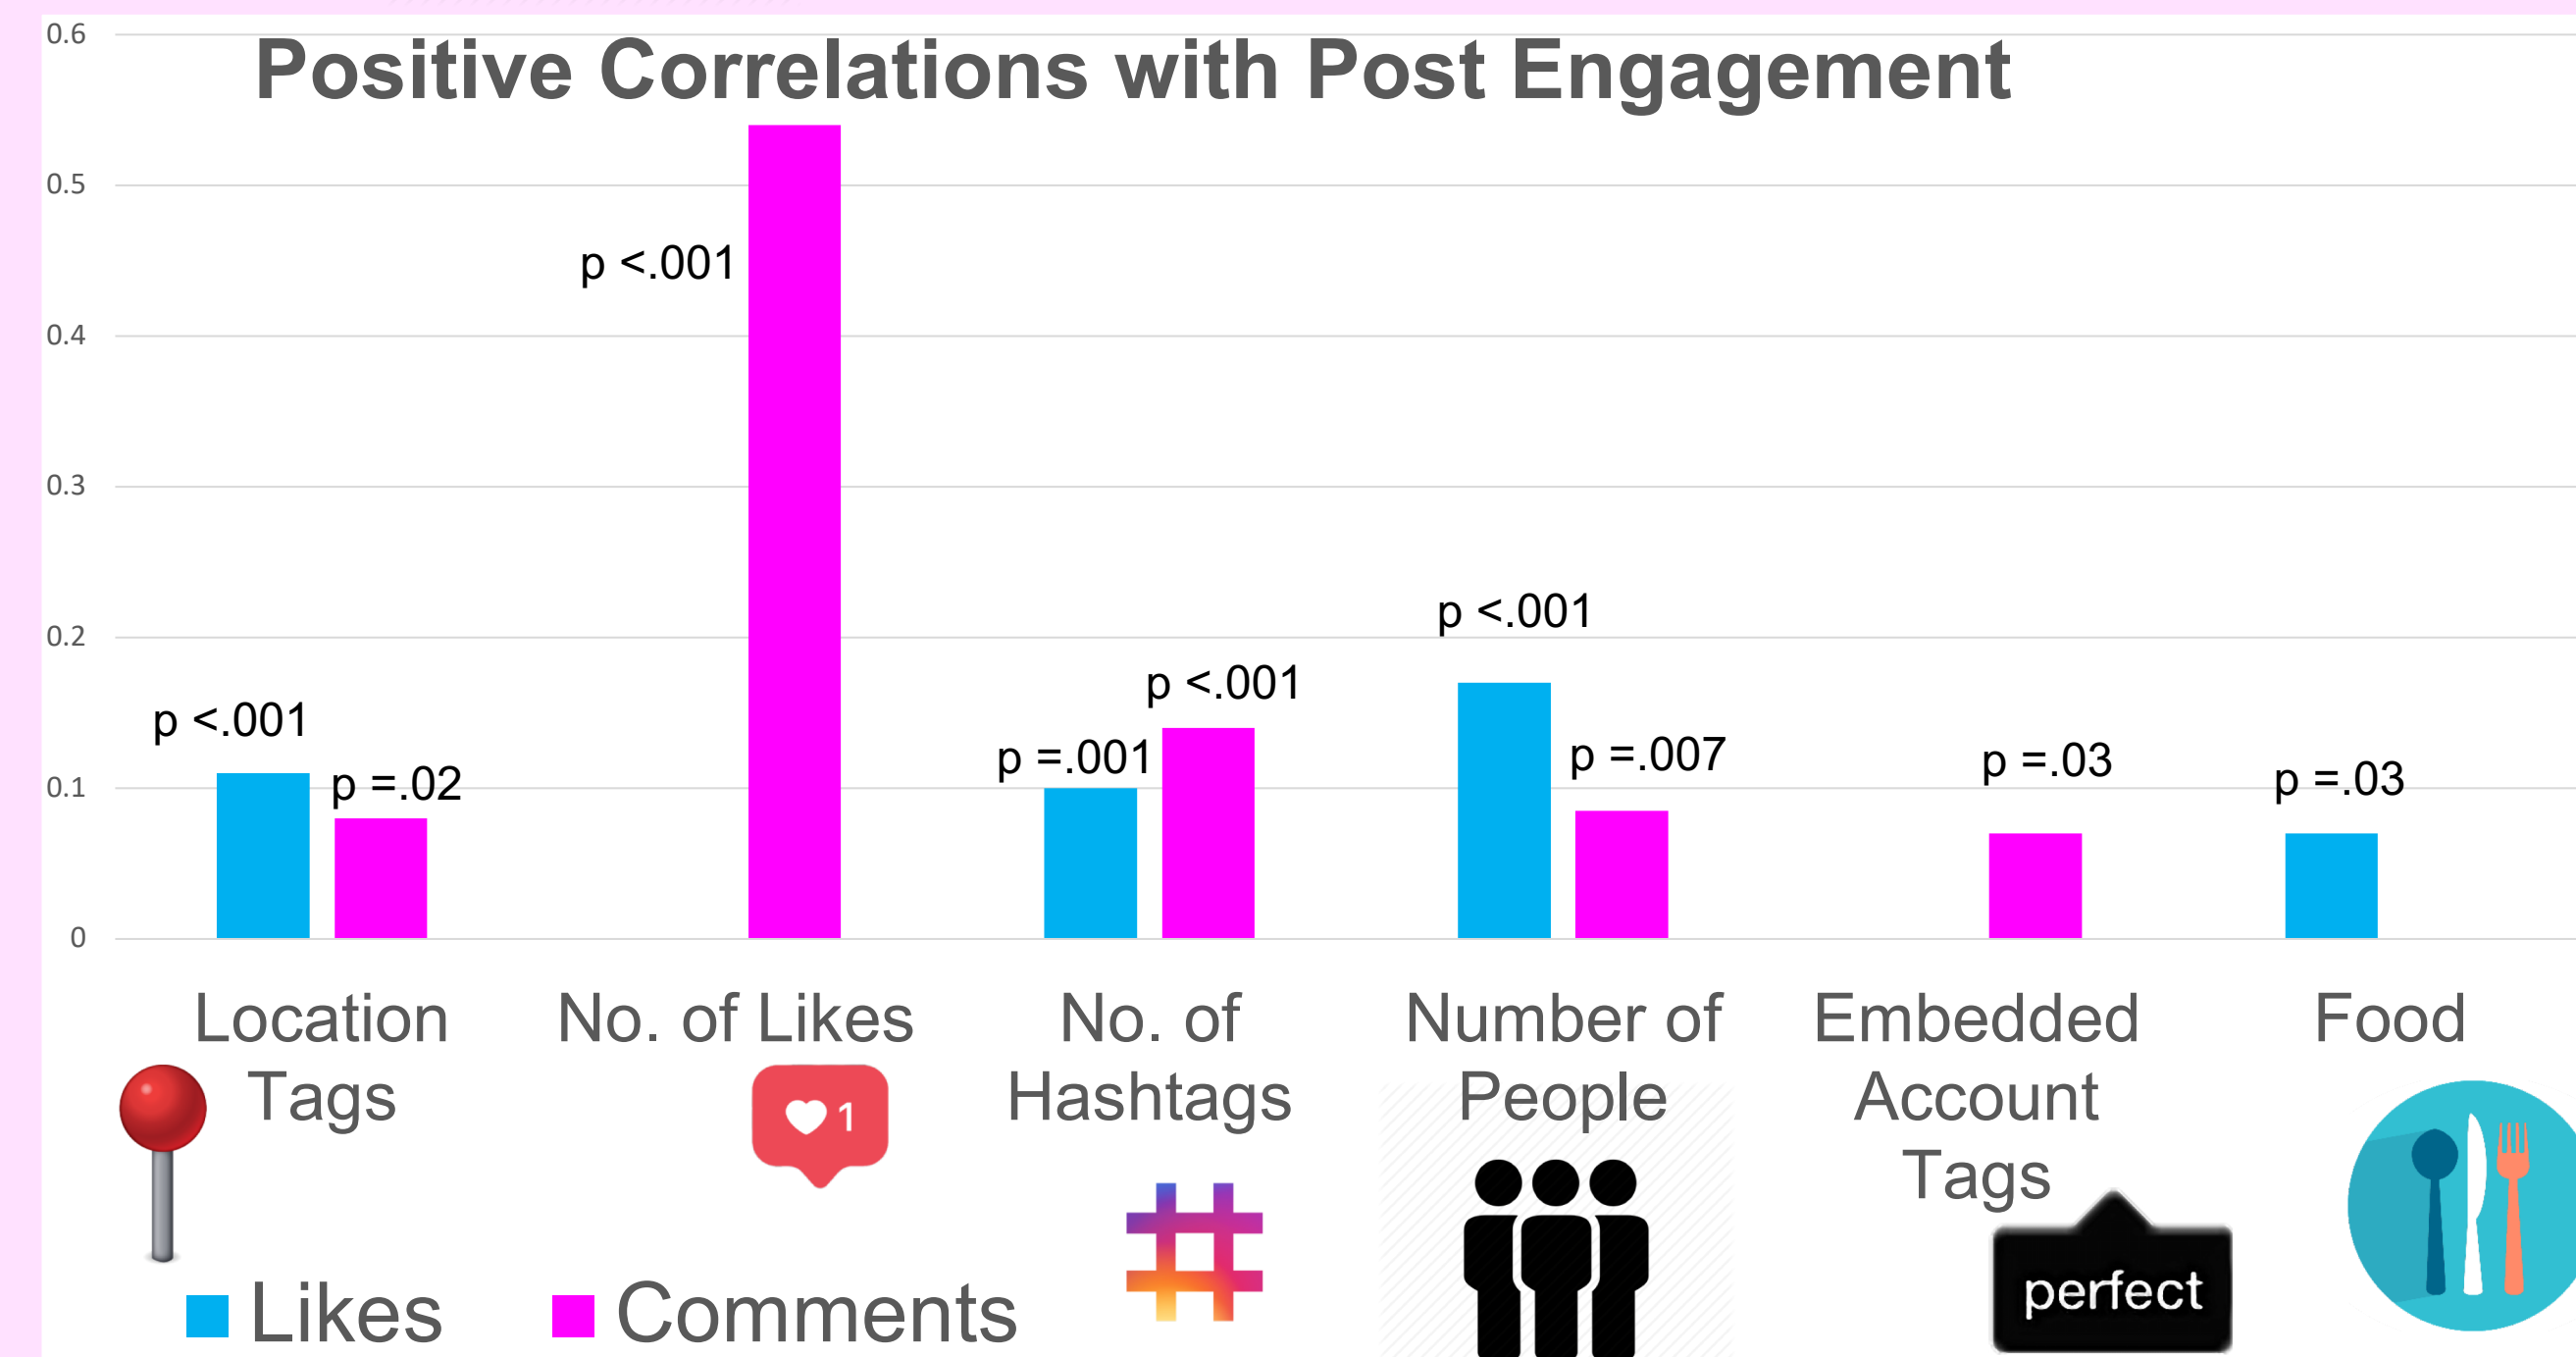 Positive Correlations with Post Engagement
0.6
0.5
0.4
0.3
0.2
0.1
0
p <.001
p =.02
p <.001
p =.001
p <.001
p <.001
p =.007
p =.03
p =.03
Location
Tags
No. of Likes
No. of
Hashtags
Number of
People
Embedded
Account
Tags
Food
1
perfect
Likes
Comments